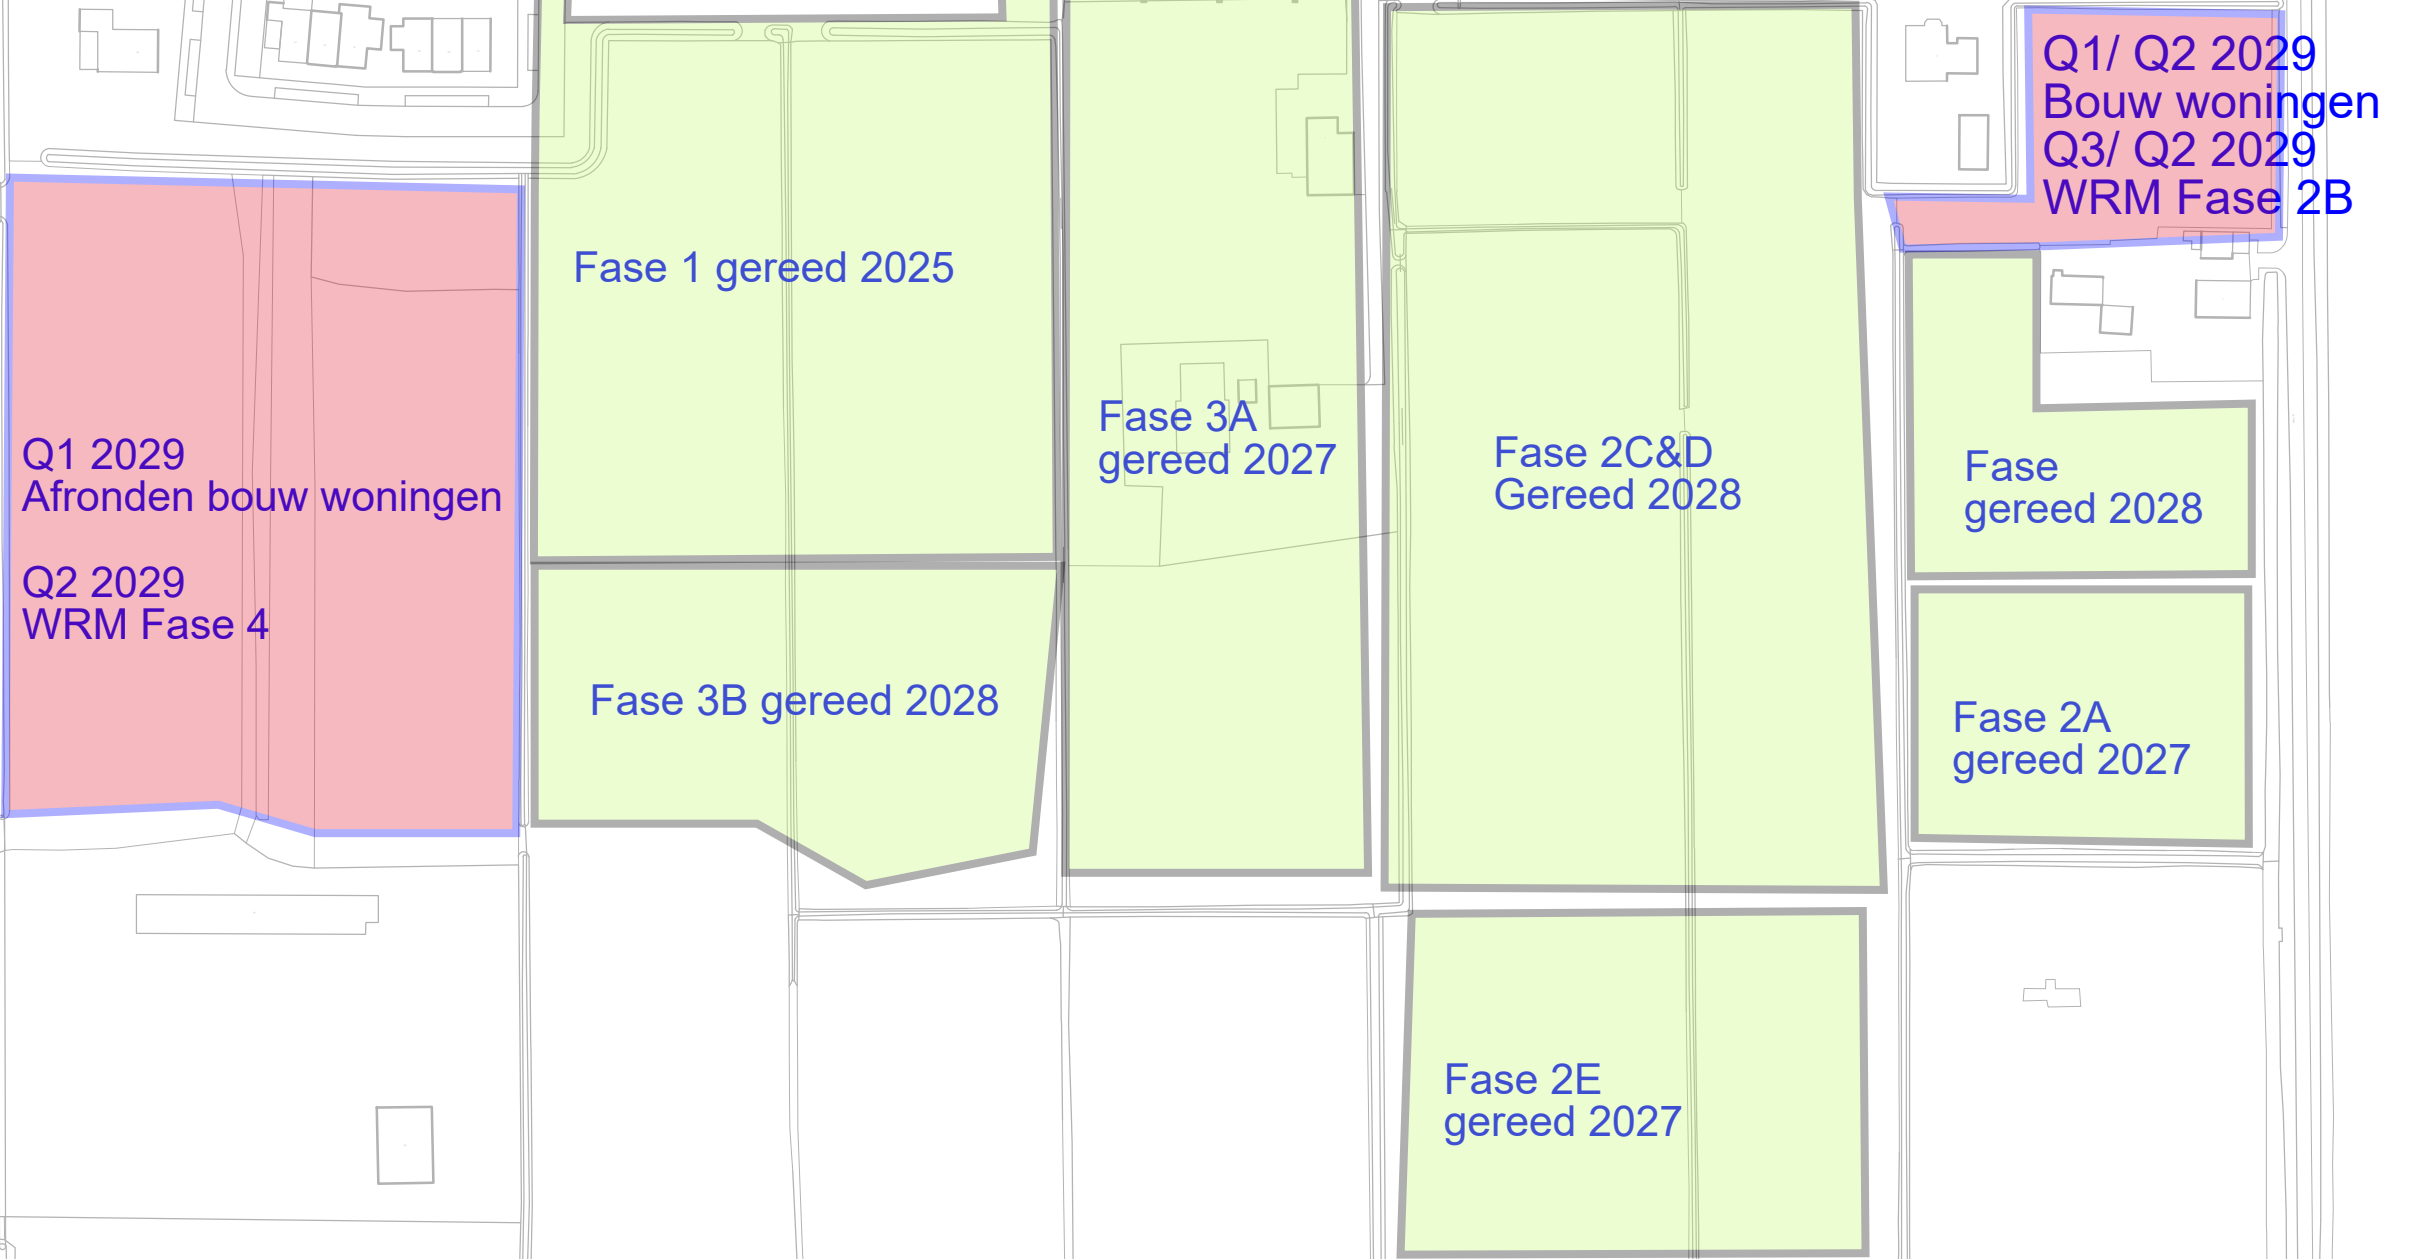 Q1/ Q2 2029
Bouw woningen
Q3/ Q2 2029
WRM Fase 2B
Fase 1 gereed 2025
Fase 3A
gereed 2027
Fase 2C&D
Gereed 2028
Fase
gereed 2028
Q1 2029
Afronden bouw woningen
Q2 2029
WRM Fase 4
Fase 3B gereed 2028
Fase 2A
gereed 2027
Fase 2E
gereed 2027